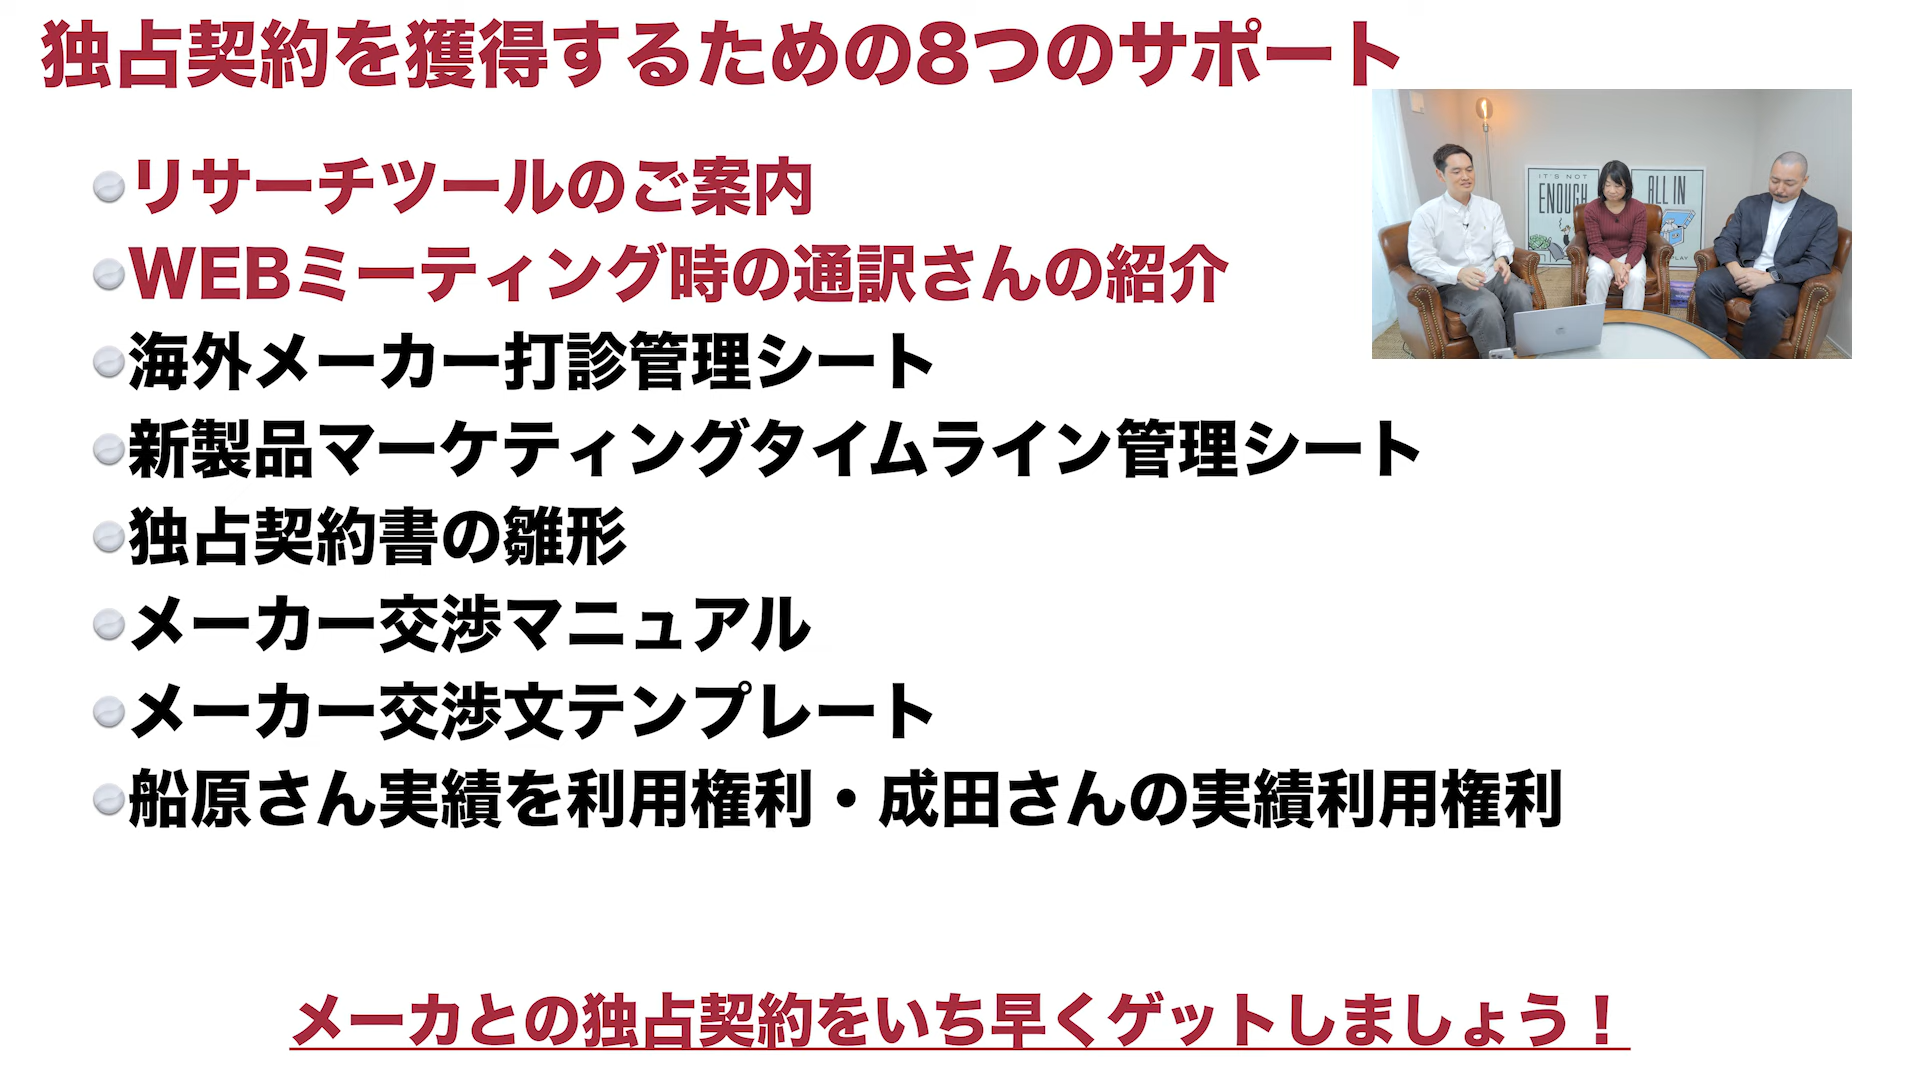 独占契約を獲得するための8つのサポート
リサーチツールのご案内
WEBミーティング時の通訳さんの紹介
海外メーカー打診管理シート
新製品マーケティングタイムライン管理シート
独占契約書の雛形
メーカー交渉マニュアル
メーカー交渉文テンプレート
船原さん実績を利用権利・成田さんの実績利用権利
メーカとの独占契約をいち早くゲットしましょう！
IT'S NOT
ENOUGH
ALL IN